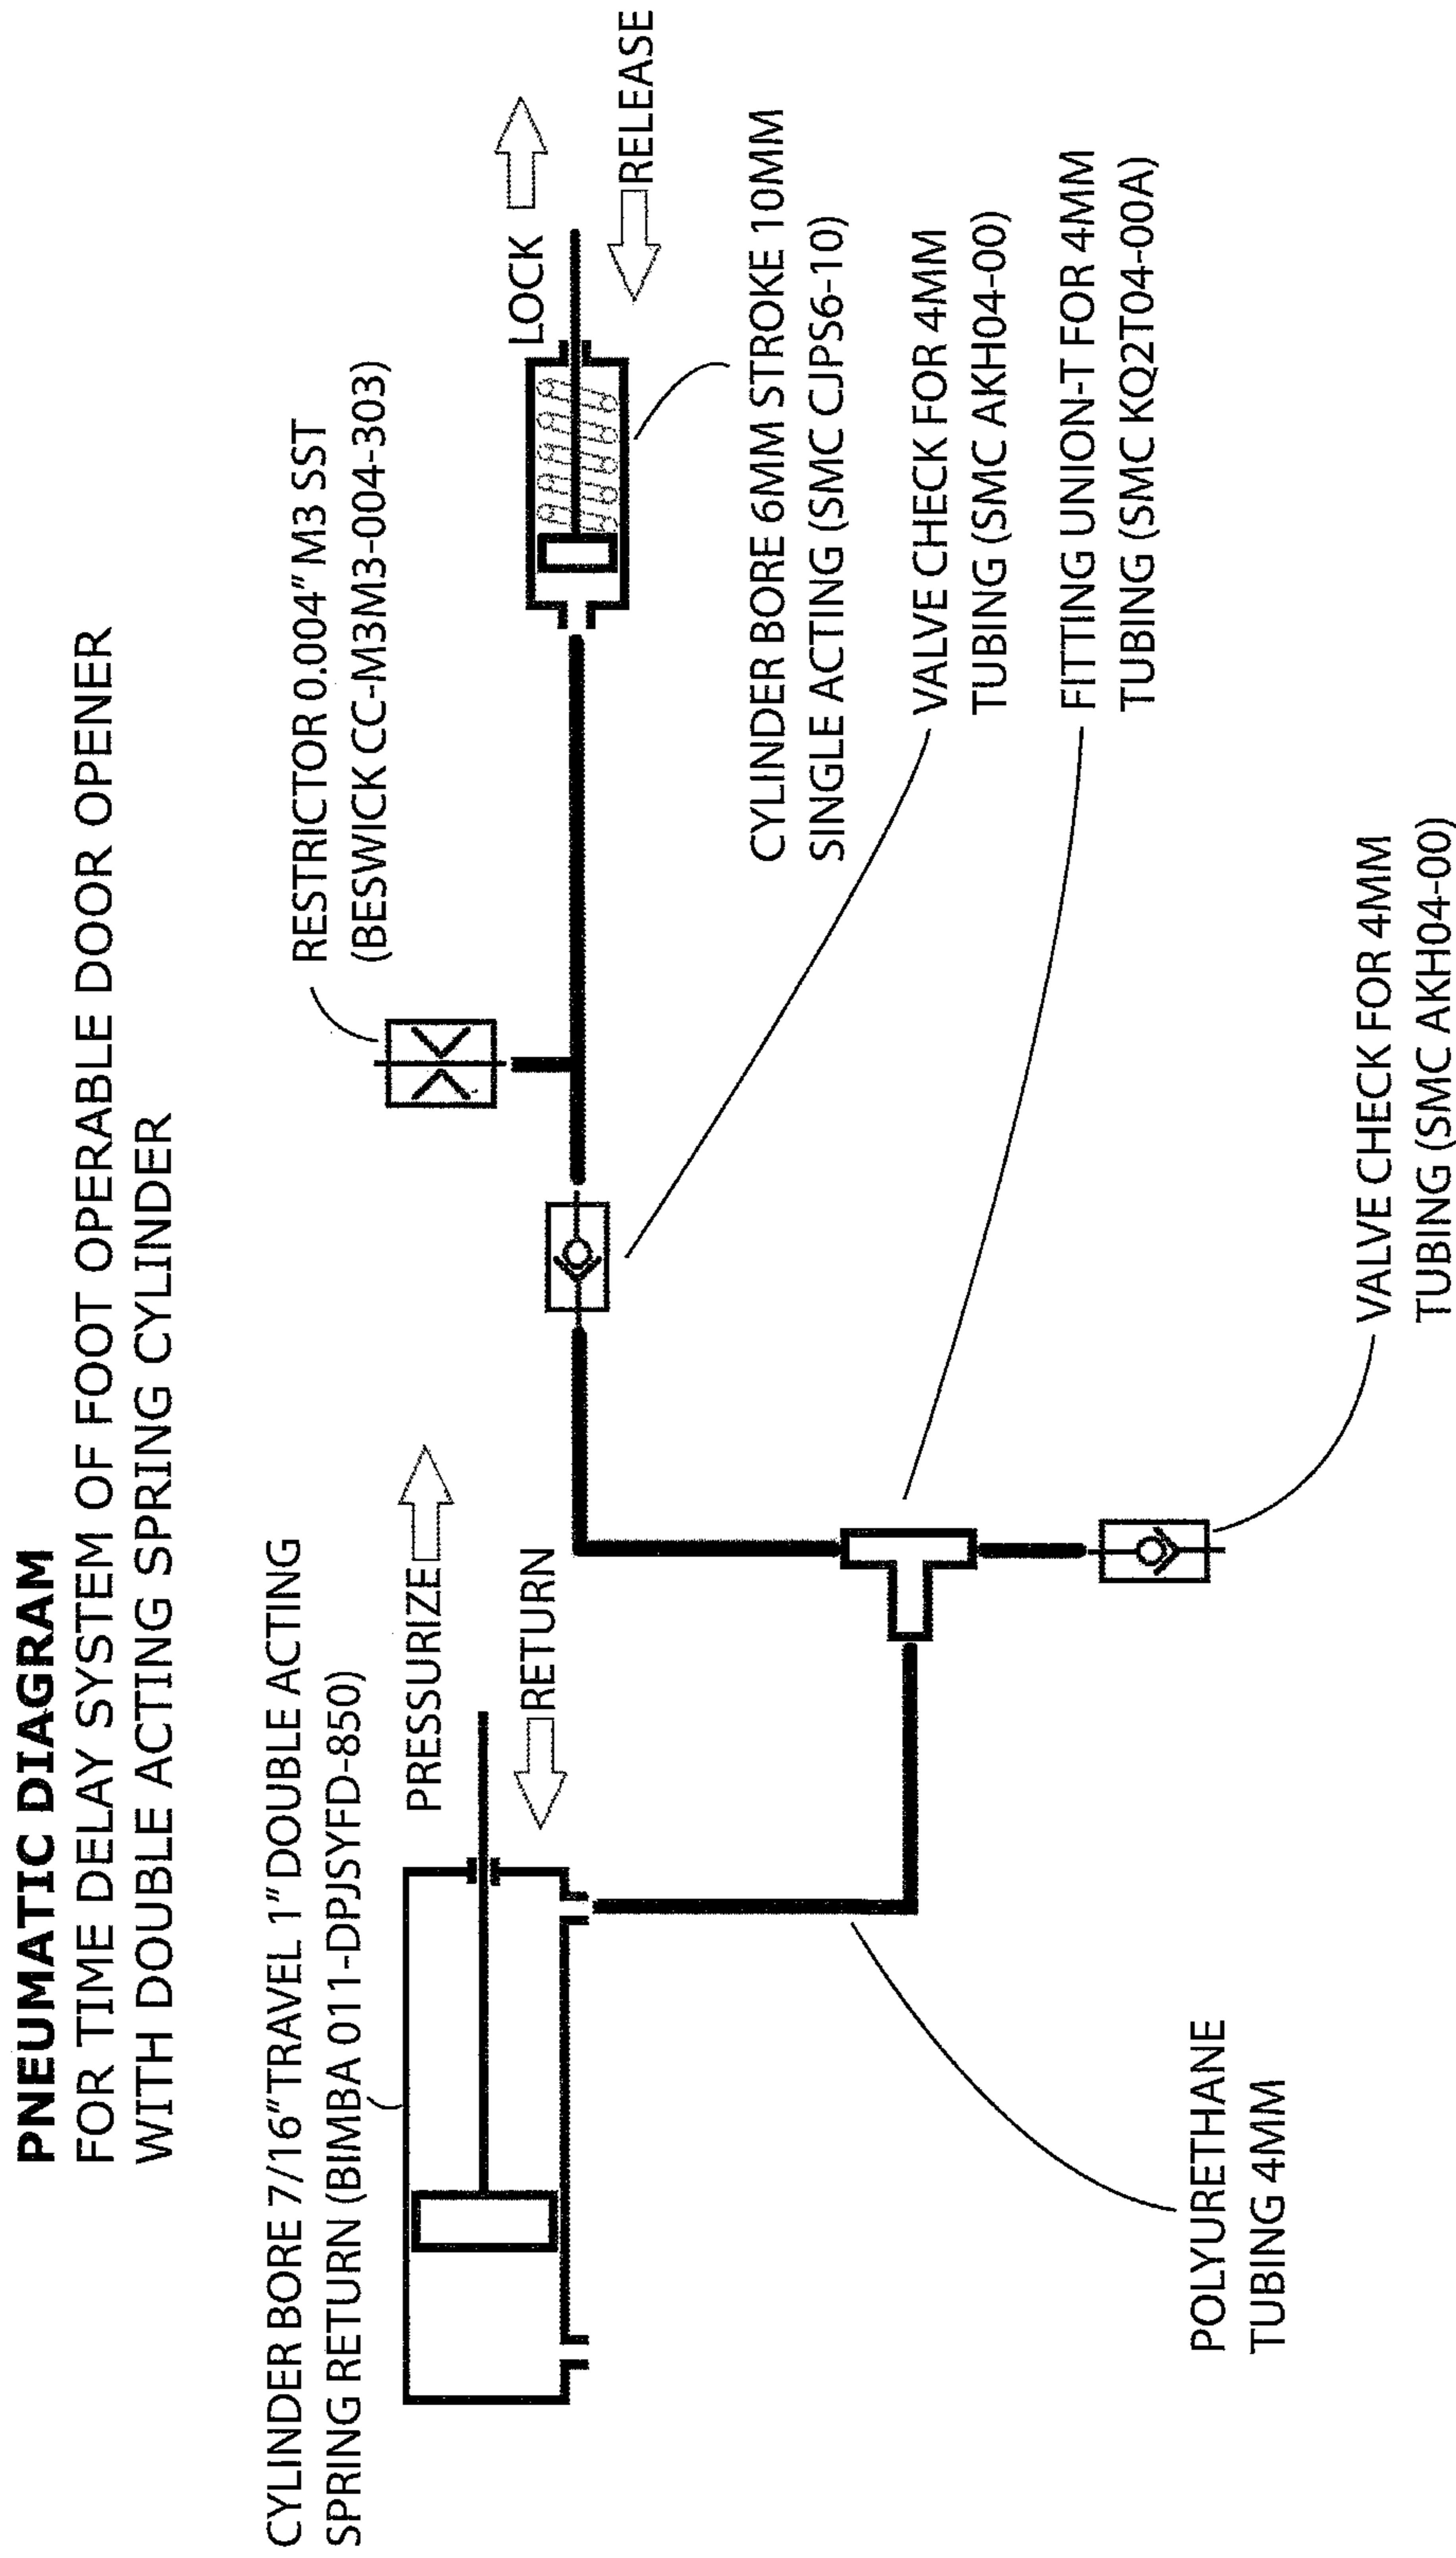 PNEUMATIC DIAGRAM
FOR TIME DELAY SYSTEM OF FOOT OPERABLE DOOR OPENER
WITH DOUBLE ACTING SPRING CYLINDER
CYLINDER BORE 7/16" TRAVEL 1" DOUBLE ACTING
SPRING RETURN (BIMBA 011-DPJSYFD-850)
PRESSURIZE
RETURN
RESTRICTOR 0.004" M3 SST
(BESWICK CC-M3M3-004-303)
LOCK
RELEASE
CYLINDER BORE 6MM STROKE 10MM
SINGLE ACTING (SMC CJPS6-10)
VALVE CHECK FOR 4MM
TUBING (SMC AKH04-00)
FITTING UNION-T FOR 4MM
TUBING (SMC KQ2T04-00A)
VALVE CHECK FOR 4MM
TUBING (SMC AKH04-00)
POLYURETHANE
TUBING 4MM